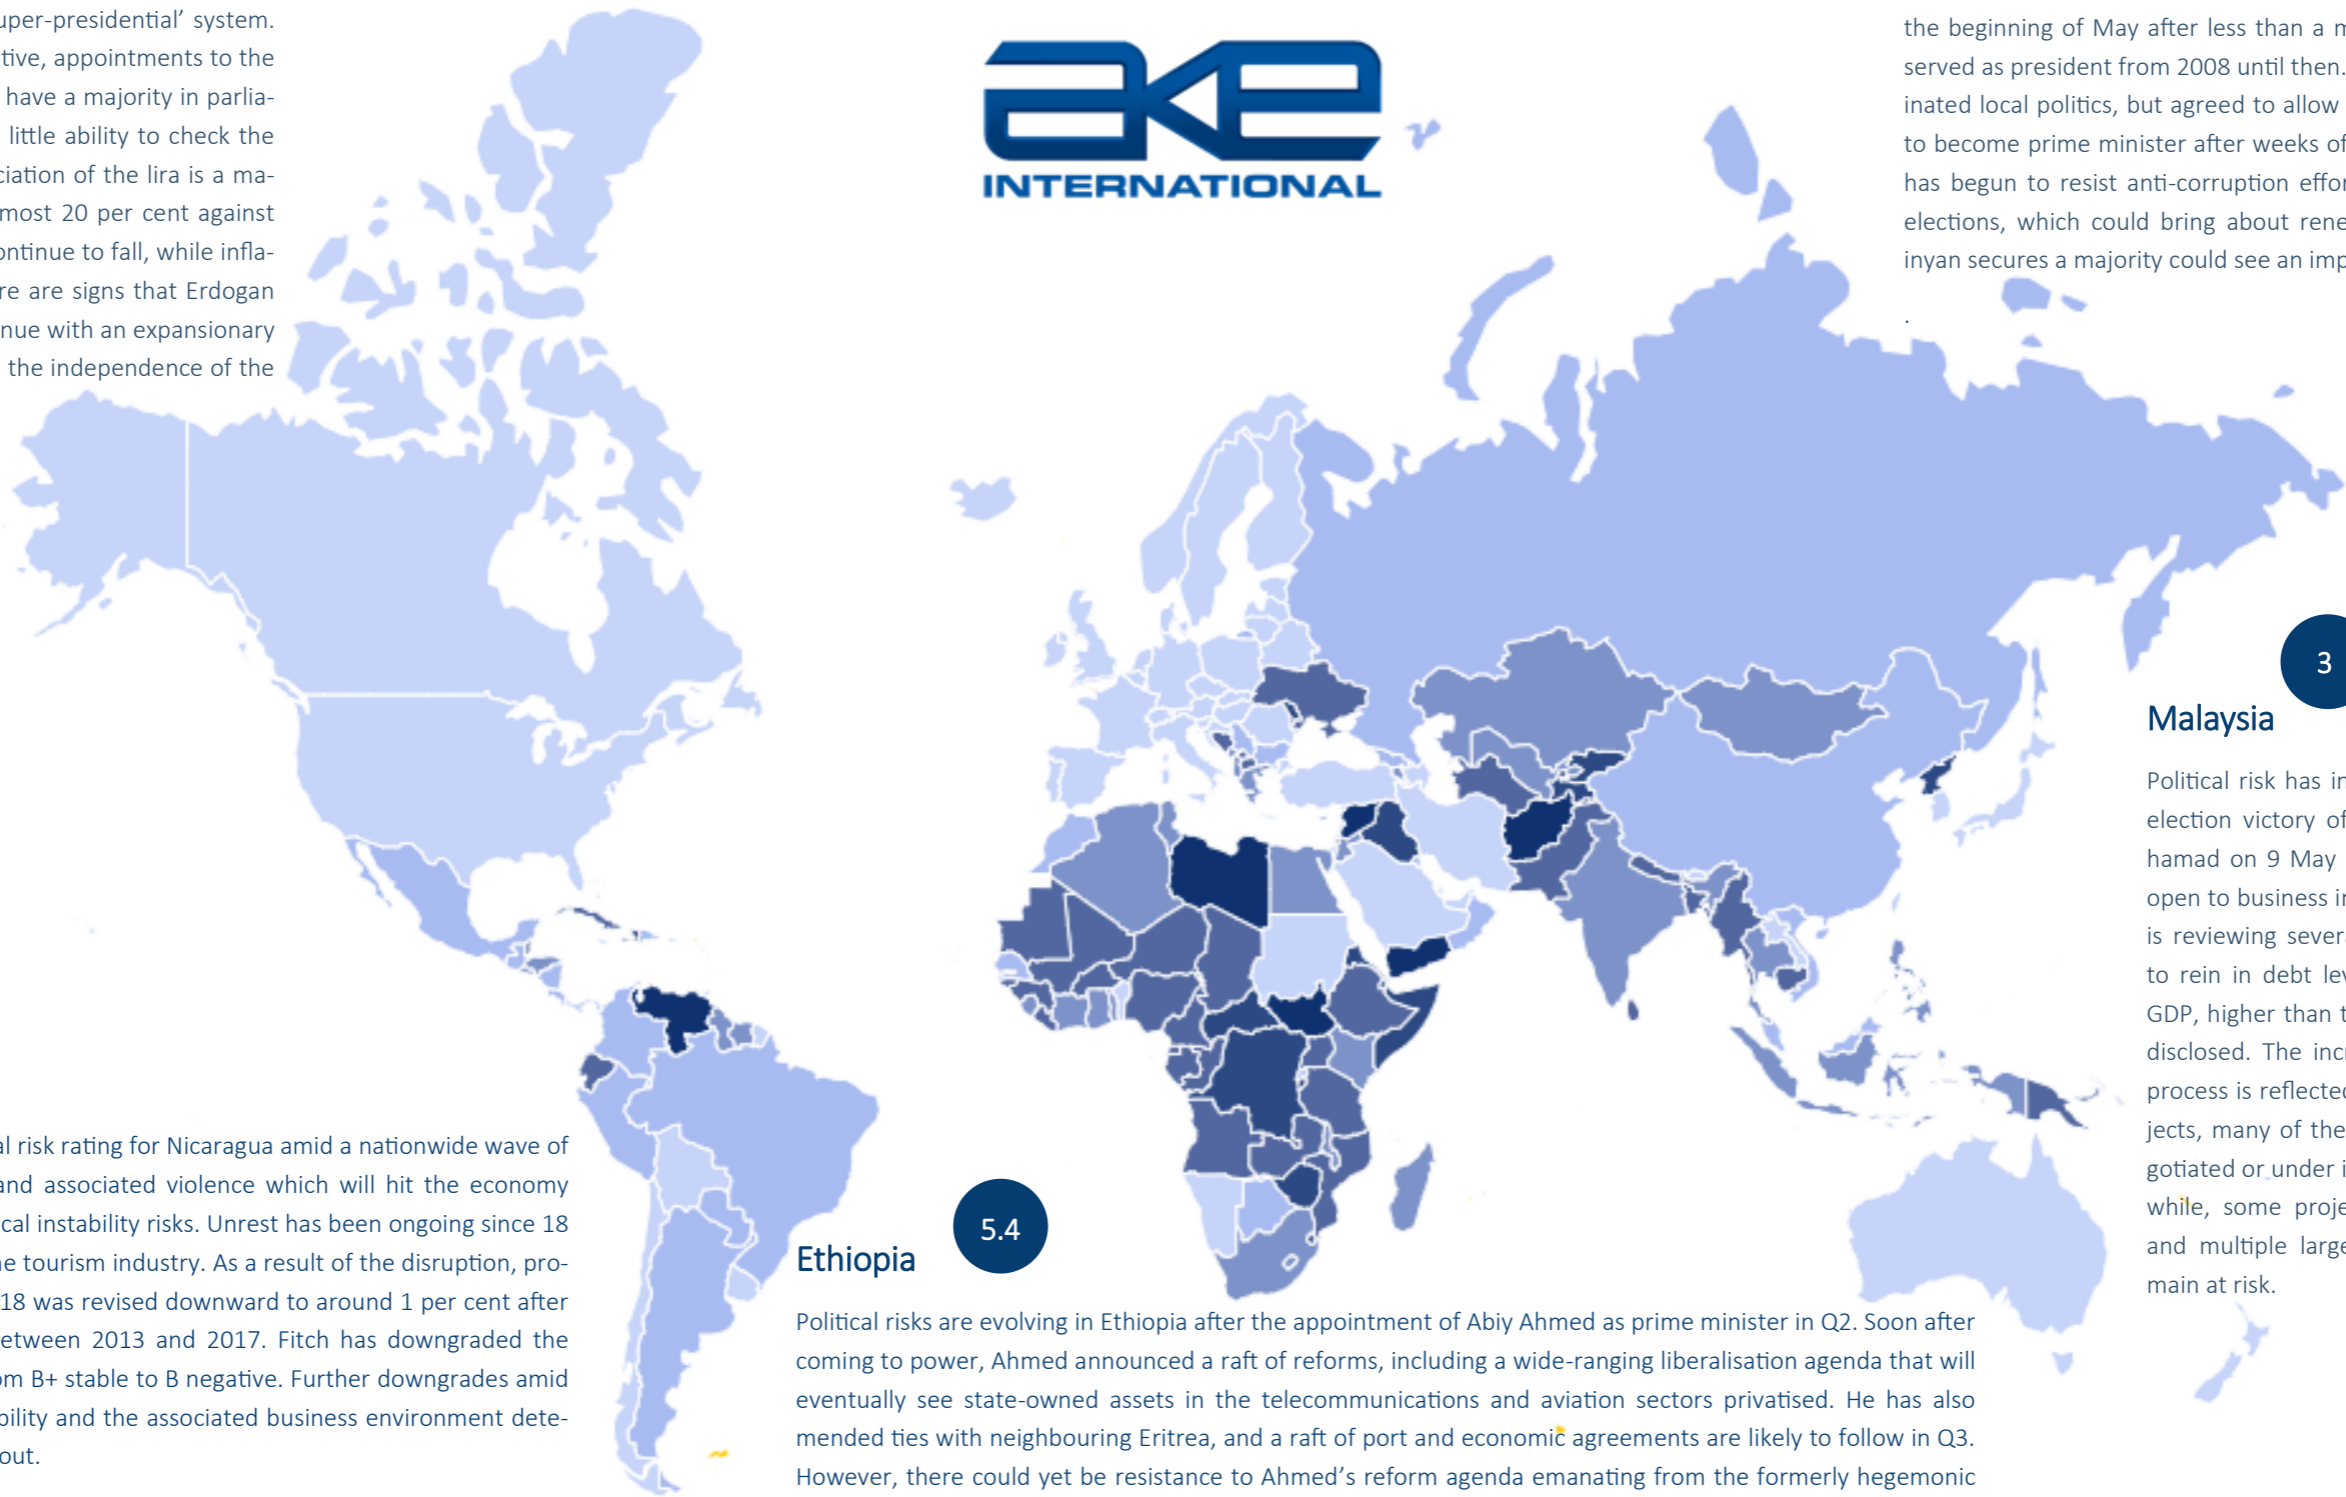 uper-presidential’ system.
tive, appointments to the
have a majority in parlia-
little ability to check the
ciation of the lira is a ma-
most 20 per cent against
ontinue to fall, while infla-
re are signs that Erdogan
nue with an expansionary
the independence of the
ake
INTERNATIONAL
the beginning of May after less than a m
served as president from 2008 until then.
inated local politics, but agreed to allow
to become prime minister after weeks of
has begun to resist anti-corruption effor
elections, which could bring about rene
inyan secures a majority could see an imp
.
3
Malaysia
Political risk has in
election victory of
hamad on 9 May
open to business in
is reviewing severa
to rein in debt lev
GDP, higher than t
disclosed. The incr
process is reflected
jects, many of the
gotiated or under i
while, some proje
and multiple large
main at risk.
al risk rating for Nicaragua amid a nationwide wave of
and associated violence which will hit the economy
cal instability risks. Unrest has been ongoing since 18
ne tourism industry. As a result of the disruption, pro-
18 was revised downward to around 1 per cent after
between 2013 and 2017. Fitch has downgraded the
om B+ stable to B negative. Further downgrades amid
bility and the associated business environment dete-
out.
5.4
Ethiopia
Political risks are evolving in Ethiopia after the appointment of Abiy Ahmed as prime minister in Q2. Soon after
coming to power, Ahmed announced a raft of reforms, including a wide-ranging liberalisation agenda that will
eventually see state-owned assets in the telecommunications and aviation sectors privatised. He has also
mended ties with neighbouring Eritrea, and a raft of port and economic agreements are likely to follow in Q3.
However, there could yet be resistance to Ahmed’s reform agenda emanating from the formerly hegemonic